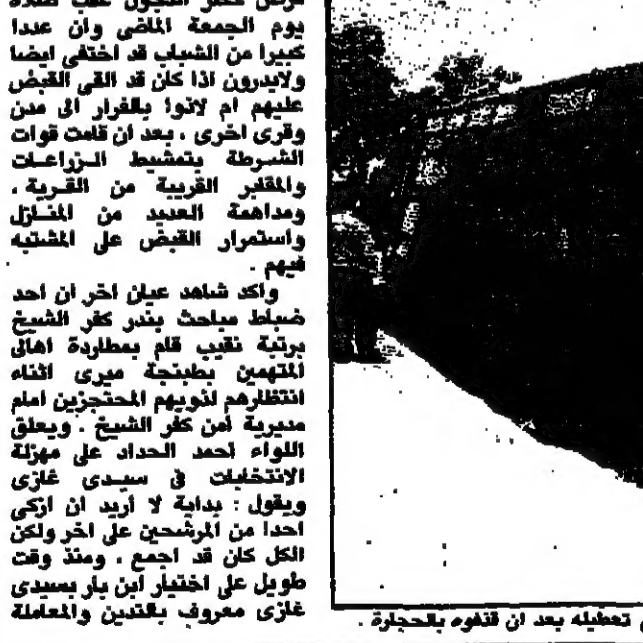 فرض حظر التجول عقب صلاة
يوم الجمعة الماضى وان عددا
كبيرا من الشباب قد اختفى ايضا
ولايدرون اذا كان قد القى القبض
عليهم ام لاذوا بالفرار الى مدن
وقرى اخرى ، بعد ان قامت قوات
الشرطة بتمشيط الزراعات
والمقابر القريبة من القرية ،
ومداهمة العديد من المنازل
واستمرار القبض على المشتبه
فيهم .
واكد شاهد عيان اخر ان احد
ضباط مباحث بندر كفر الشيخ
برتبة نقيب قام بمطاردة اهالى
المتهمين بطبنجة ميرى اثناء
انتظارهم لذويهم المحتجزين امام
مديرية امن كفر الشيخ . ويعلق
اللواء احمد الحداد على مهزلة
الانتخابات فى سيدى غازى
ويقول : بداية لا أريد ان ازكى
احدا من المرشحين على اخر ولكن
الكل كان قد اجمع ، ومنذ وقت
طويل على اختيار ابن بار بسيدى
غازى معروف بالتدين والمعاملة
تعطيله بعد ان قذفوه بالحجارة .